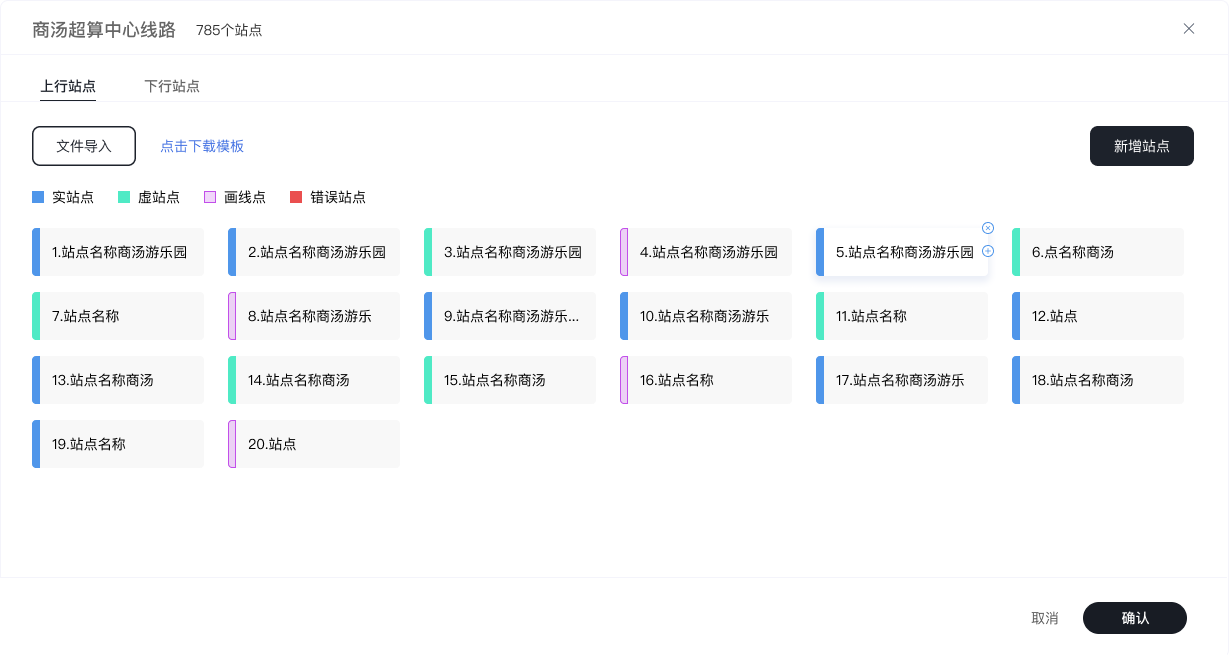 商汤超算中心线路 785个站点
上行站点 下行站点
文件导入 点击下载模板 新增站点
实站点 虚站点 画线点 错误站点
1.站点名称商汤游乐园 2.站点名称商汤游乐园 3.站点名称商汤游乐园 4.站点名称商汤游乐园 5.站点名称商汤游乐园 6.点名称商汤
7.站点名称 8.站点名称商汤游乐 9.站点名称商汤游乐... 10.站点名称商汤游乐 11.站点名称 12.站点
13.站点名称商汤 14.站点名称商汤 15.站点名称商汤 16.站点名称 17.站点名称商汤游乐 18.站点名称商汤
19.站点名称 20.站点
取消 确认